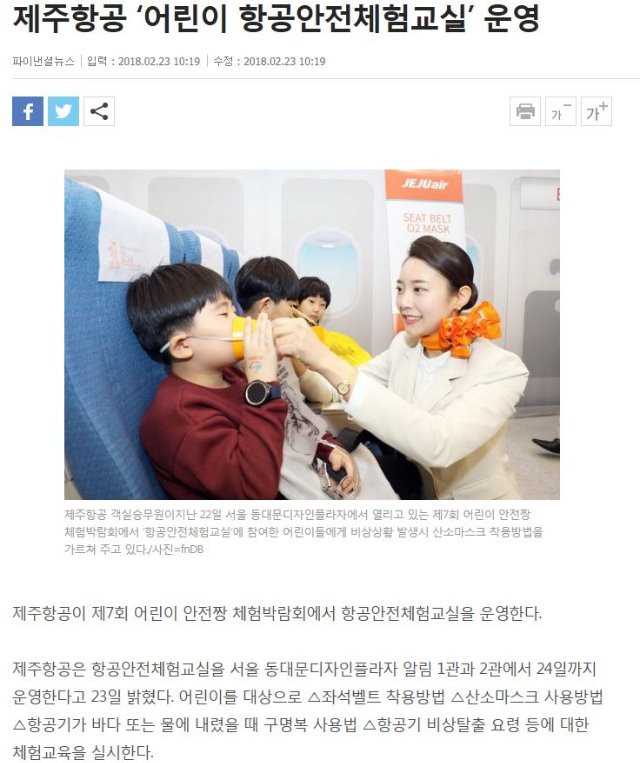 제주항공 ‘어린이 항공안전체험교실’ 운영
파이낸셜뉴스 | 입력 : 2018.02.23 10:19 | 수정 : 2018.02.23 10:19
f
가－ 가＋
JEJUair
SEAT BELT
O2 MASK
제주항공 객실승무원이지난 22일 서울 동대문디자인플라자에서 열리고 있는 제7회 어린이 안전짱
체험박람회에서 '항공안전체험교실'에 참여한 어린이들에게 비상상황 발생시 산소마스크 착용방법을
가르쳐 주고 있다./사진=fnDB
제주항공이 제7회 어린이 안전짱 체험박람회에서 항공안전체험교실을 운영한다.
제주항공은 항공안전체험교실을 서울 동대문디자인플라자 알림 1관과 2관에서 24일까지
운영한다고 23일 밝혔다. 어린이를 대상으로 △좌석벨트 착용방법 △산소마스크 사용방법
△항공기가 바다 또는 물에 내렸을 때 구명복 사용법 △항공기 비상탈출 요령 등에 대한
체험교육을 실시한다.